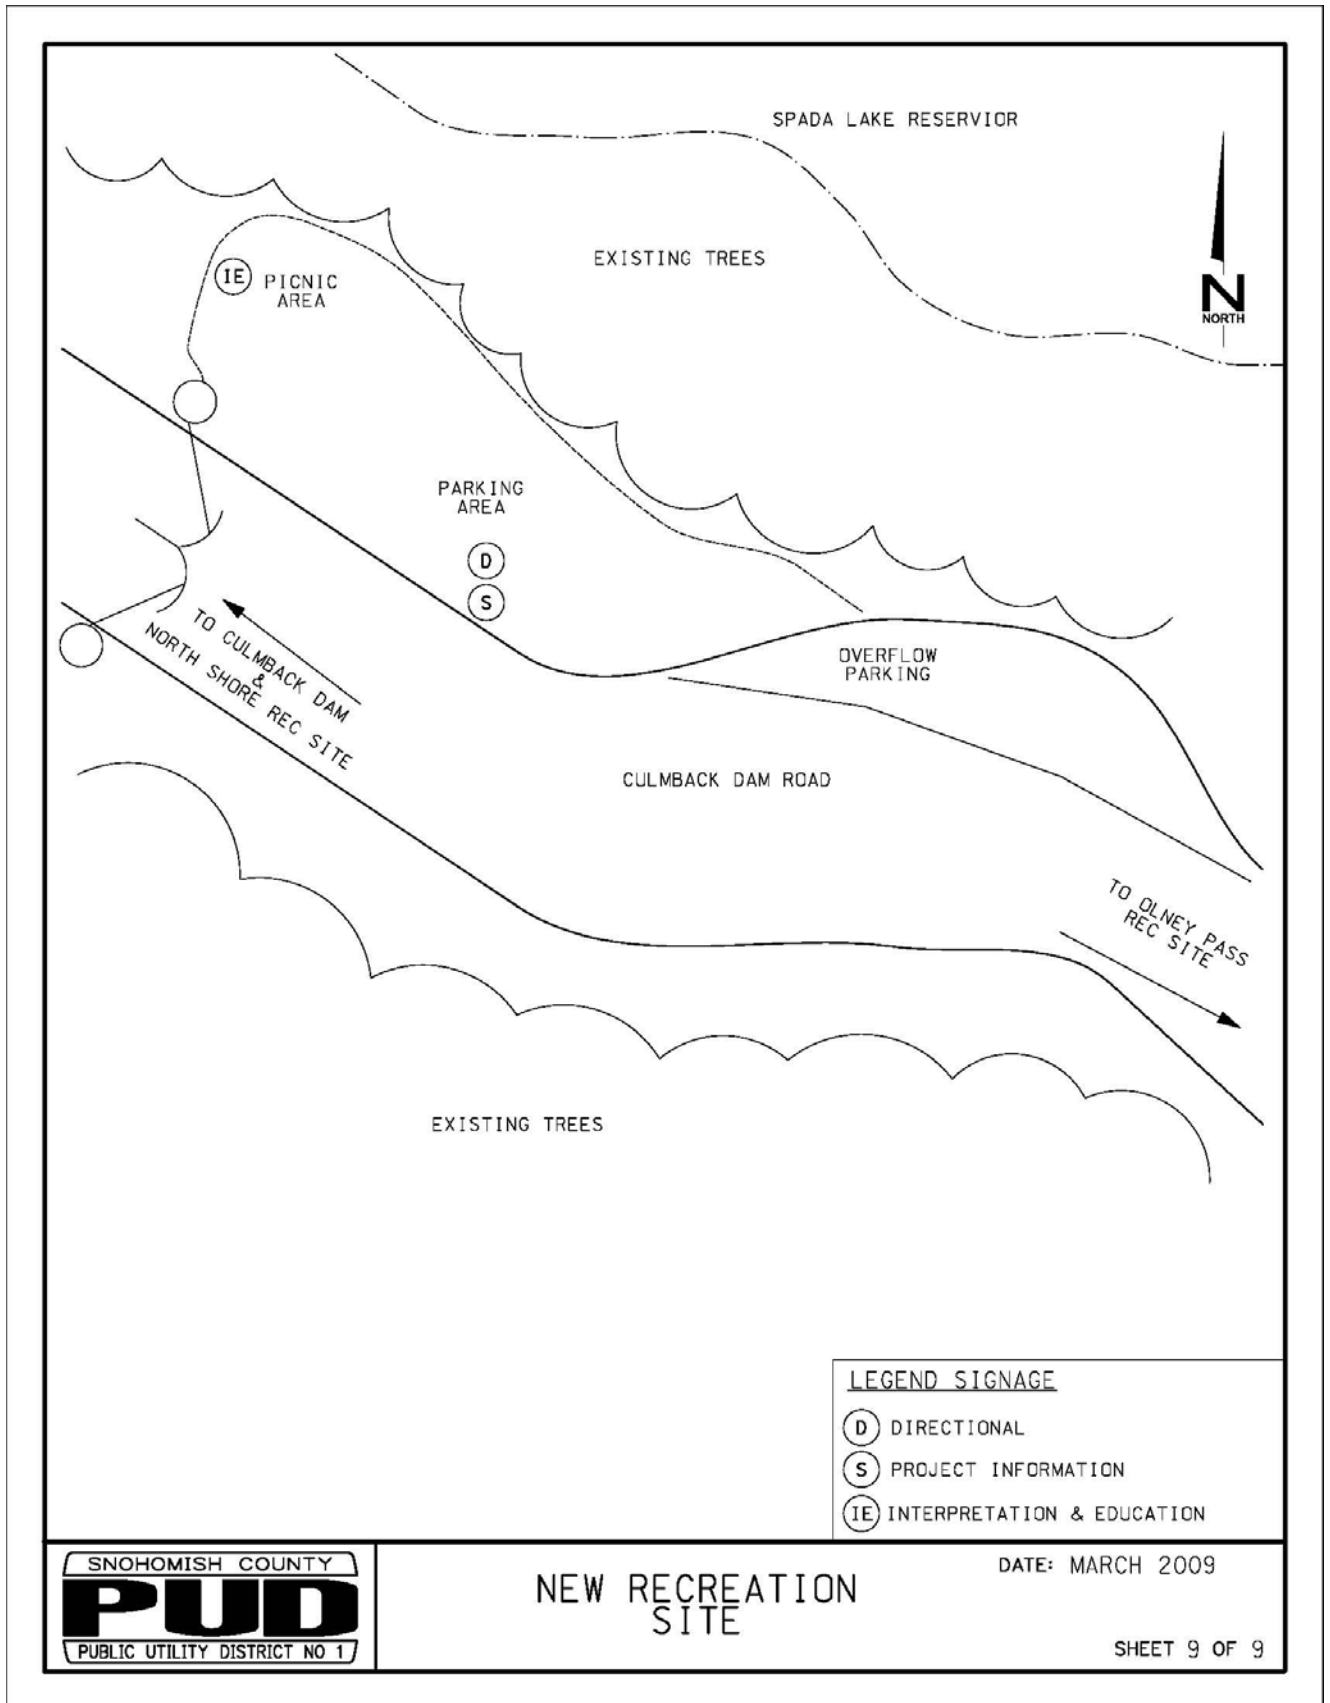 SPADA LAKE RESERVIOR
EXISTING TREES
N
NORTH
IE
PICNIC
AREA
PARKING
AREA
D
S
TO CULMBACK DAM
&
NORTH SHORE REC SITE
OVERFLOW
PARKING
CULMBACK DAM ROAD
TO OLNEY PASS
REC SITE
EXISTING TREES
LEGEND SIGNAGE
D DIRECTIONAL
S PROJECT INFORMATION
IE INTERPRETATION & EDUCATION
SNOHOMISH COUNTY
PUD
PUBLIC UTILITY DISTRICT NO 1
NEW RECREATION
SITE
DATE: MARCH 2009
SHEET 9 OF 9